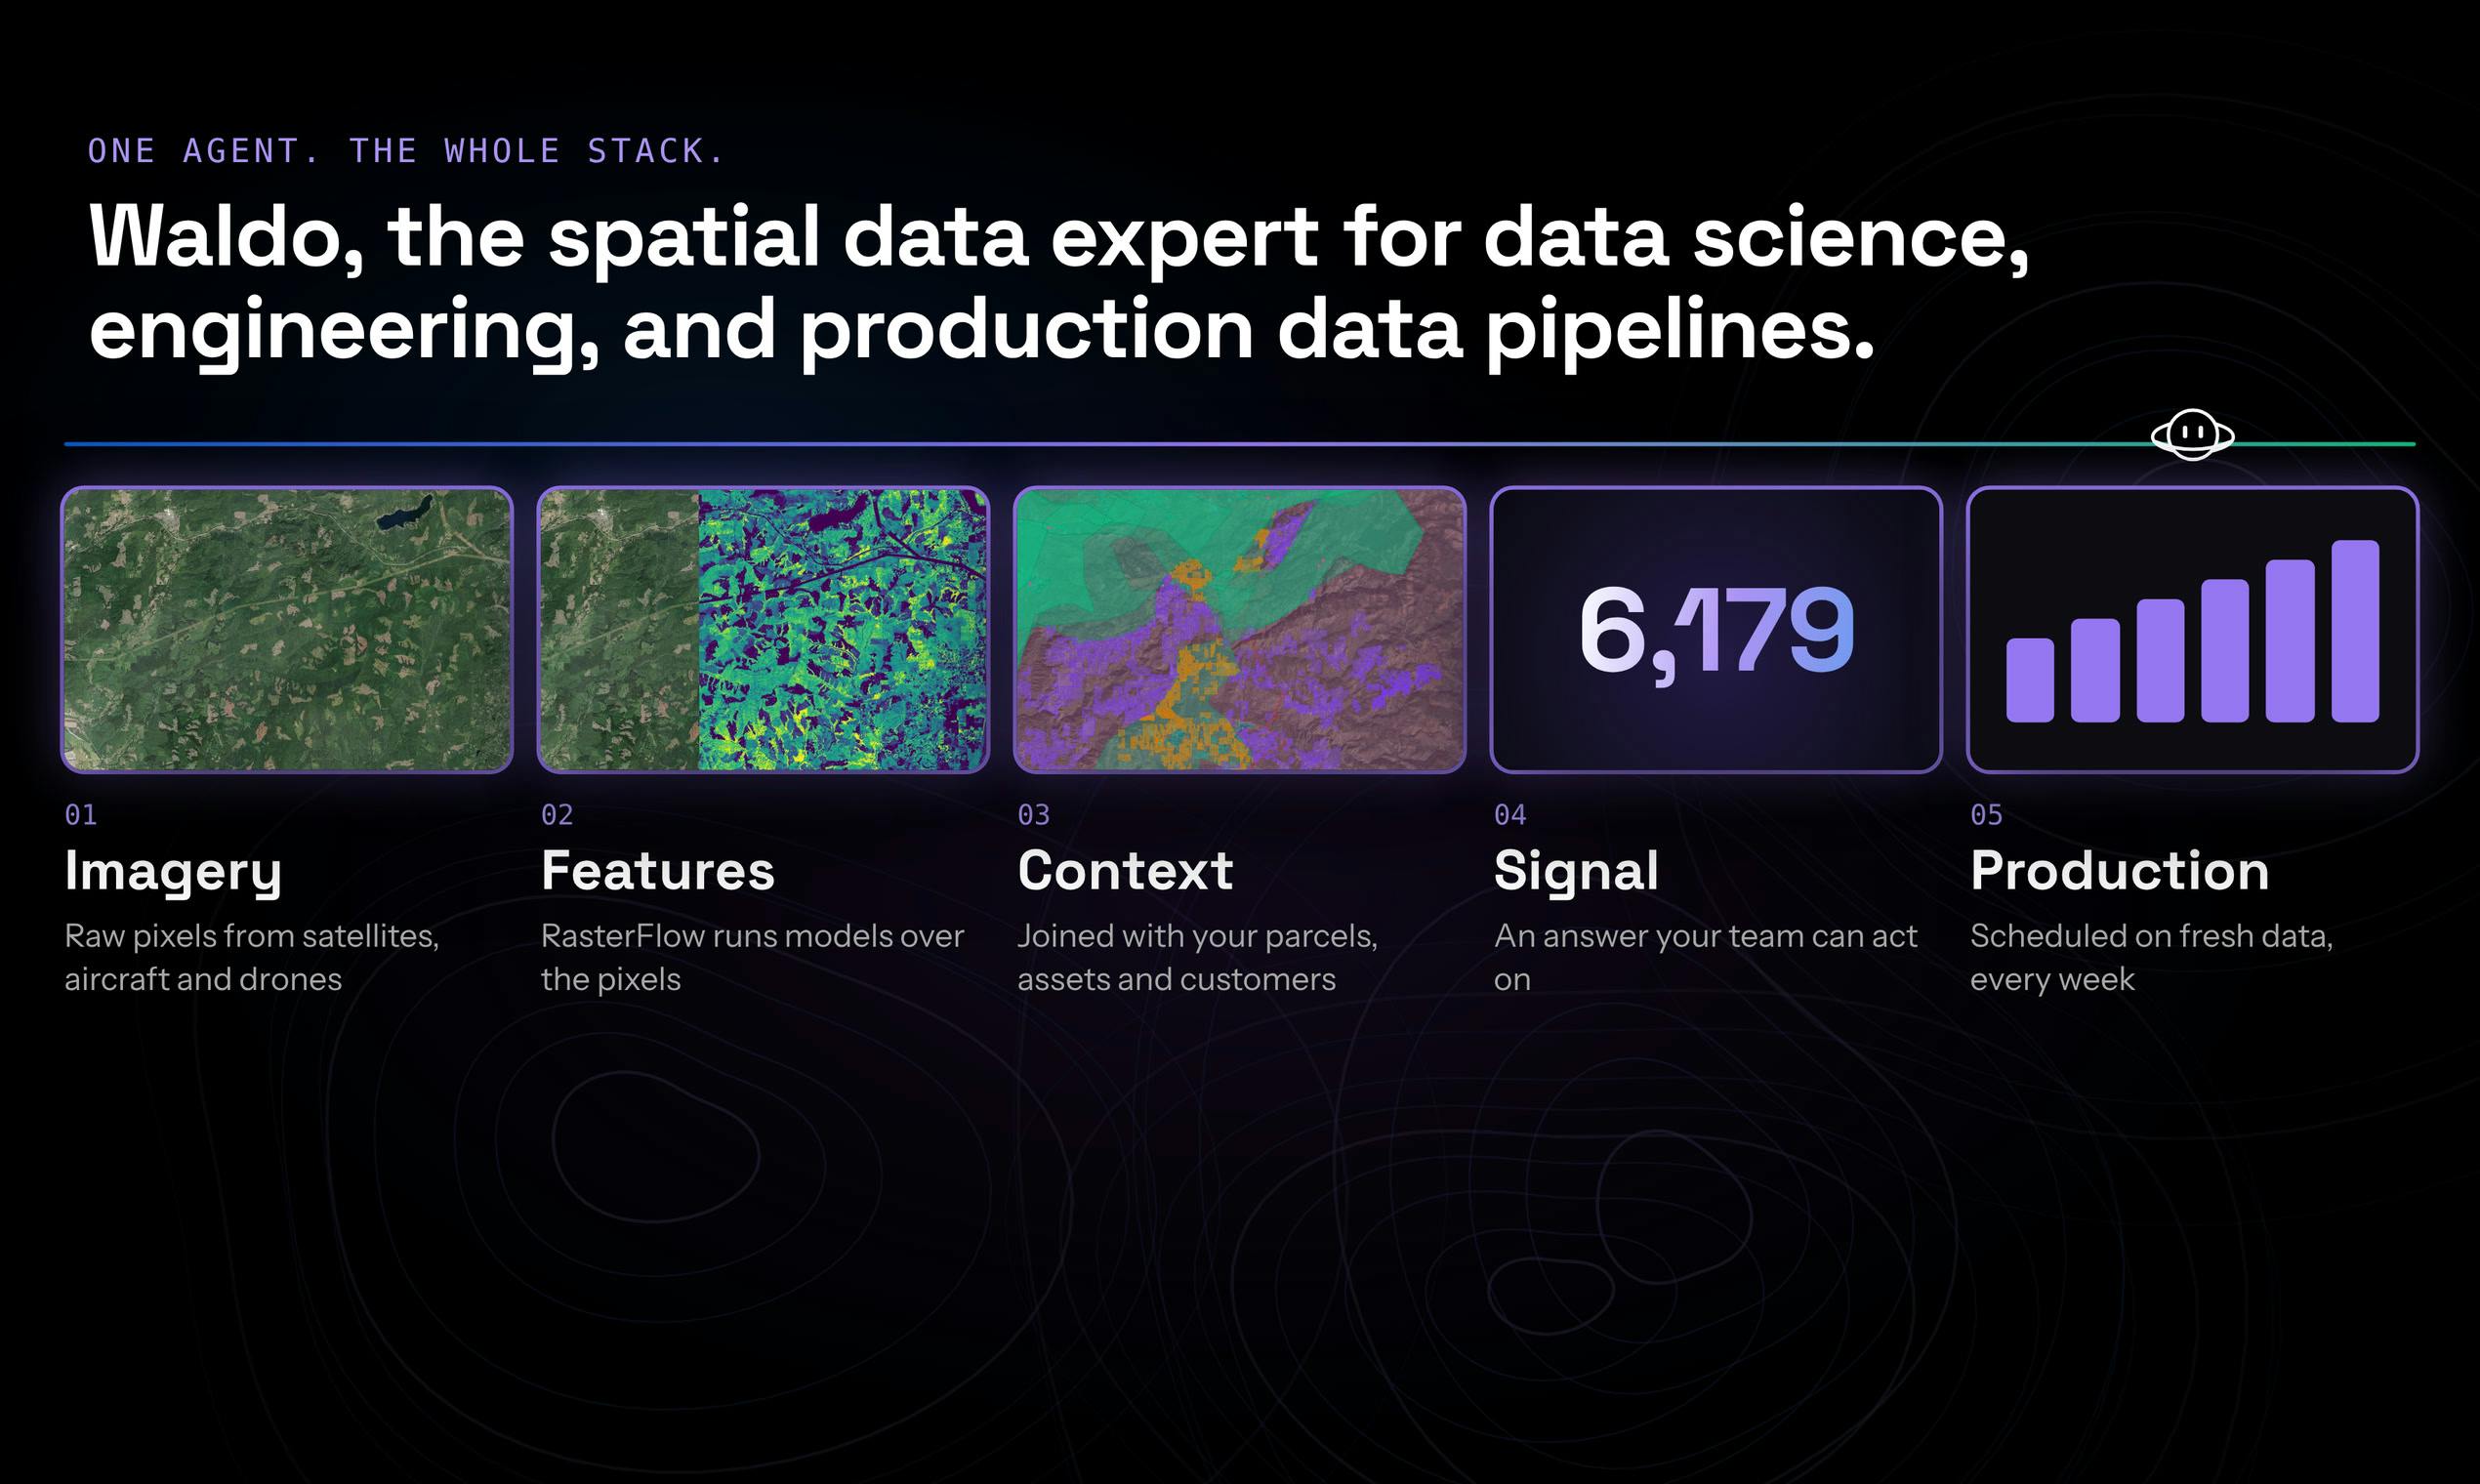 ONE AGENT. THE WHOLE STACK.
Waldo, the spatial data expert for data science,
engineering, and production data pipelines.
6,179
01
Imagery
Raw pixels from satellites,
aircraft and drones
02
Features
RasterFlow runs models over
the pixels
03
Context
Joined with your parcels,
assets and customers
04
Signal
An answer your team can act
on
05
Production
Scheduled on fresh data,
every week